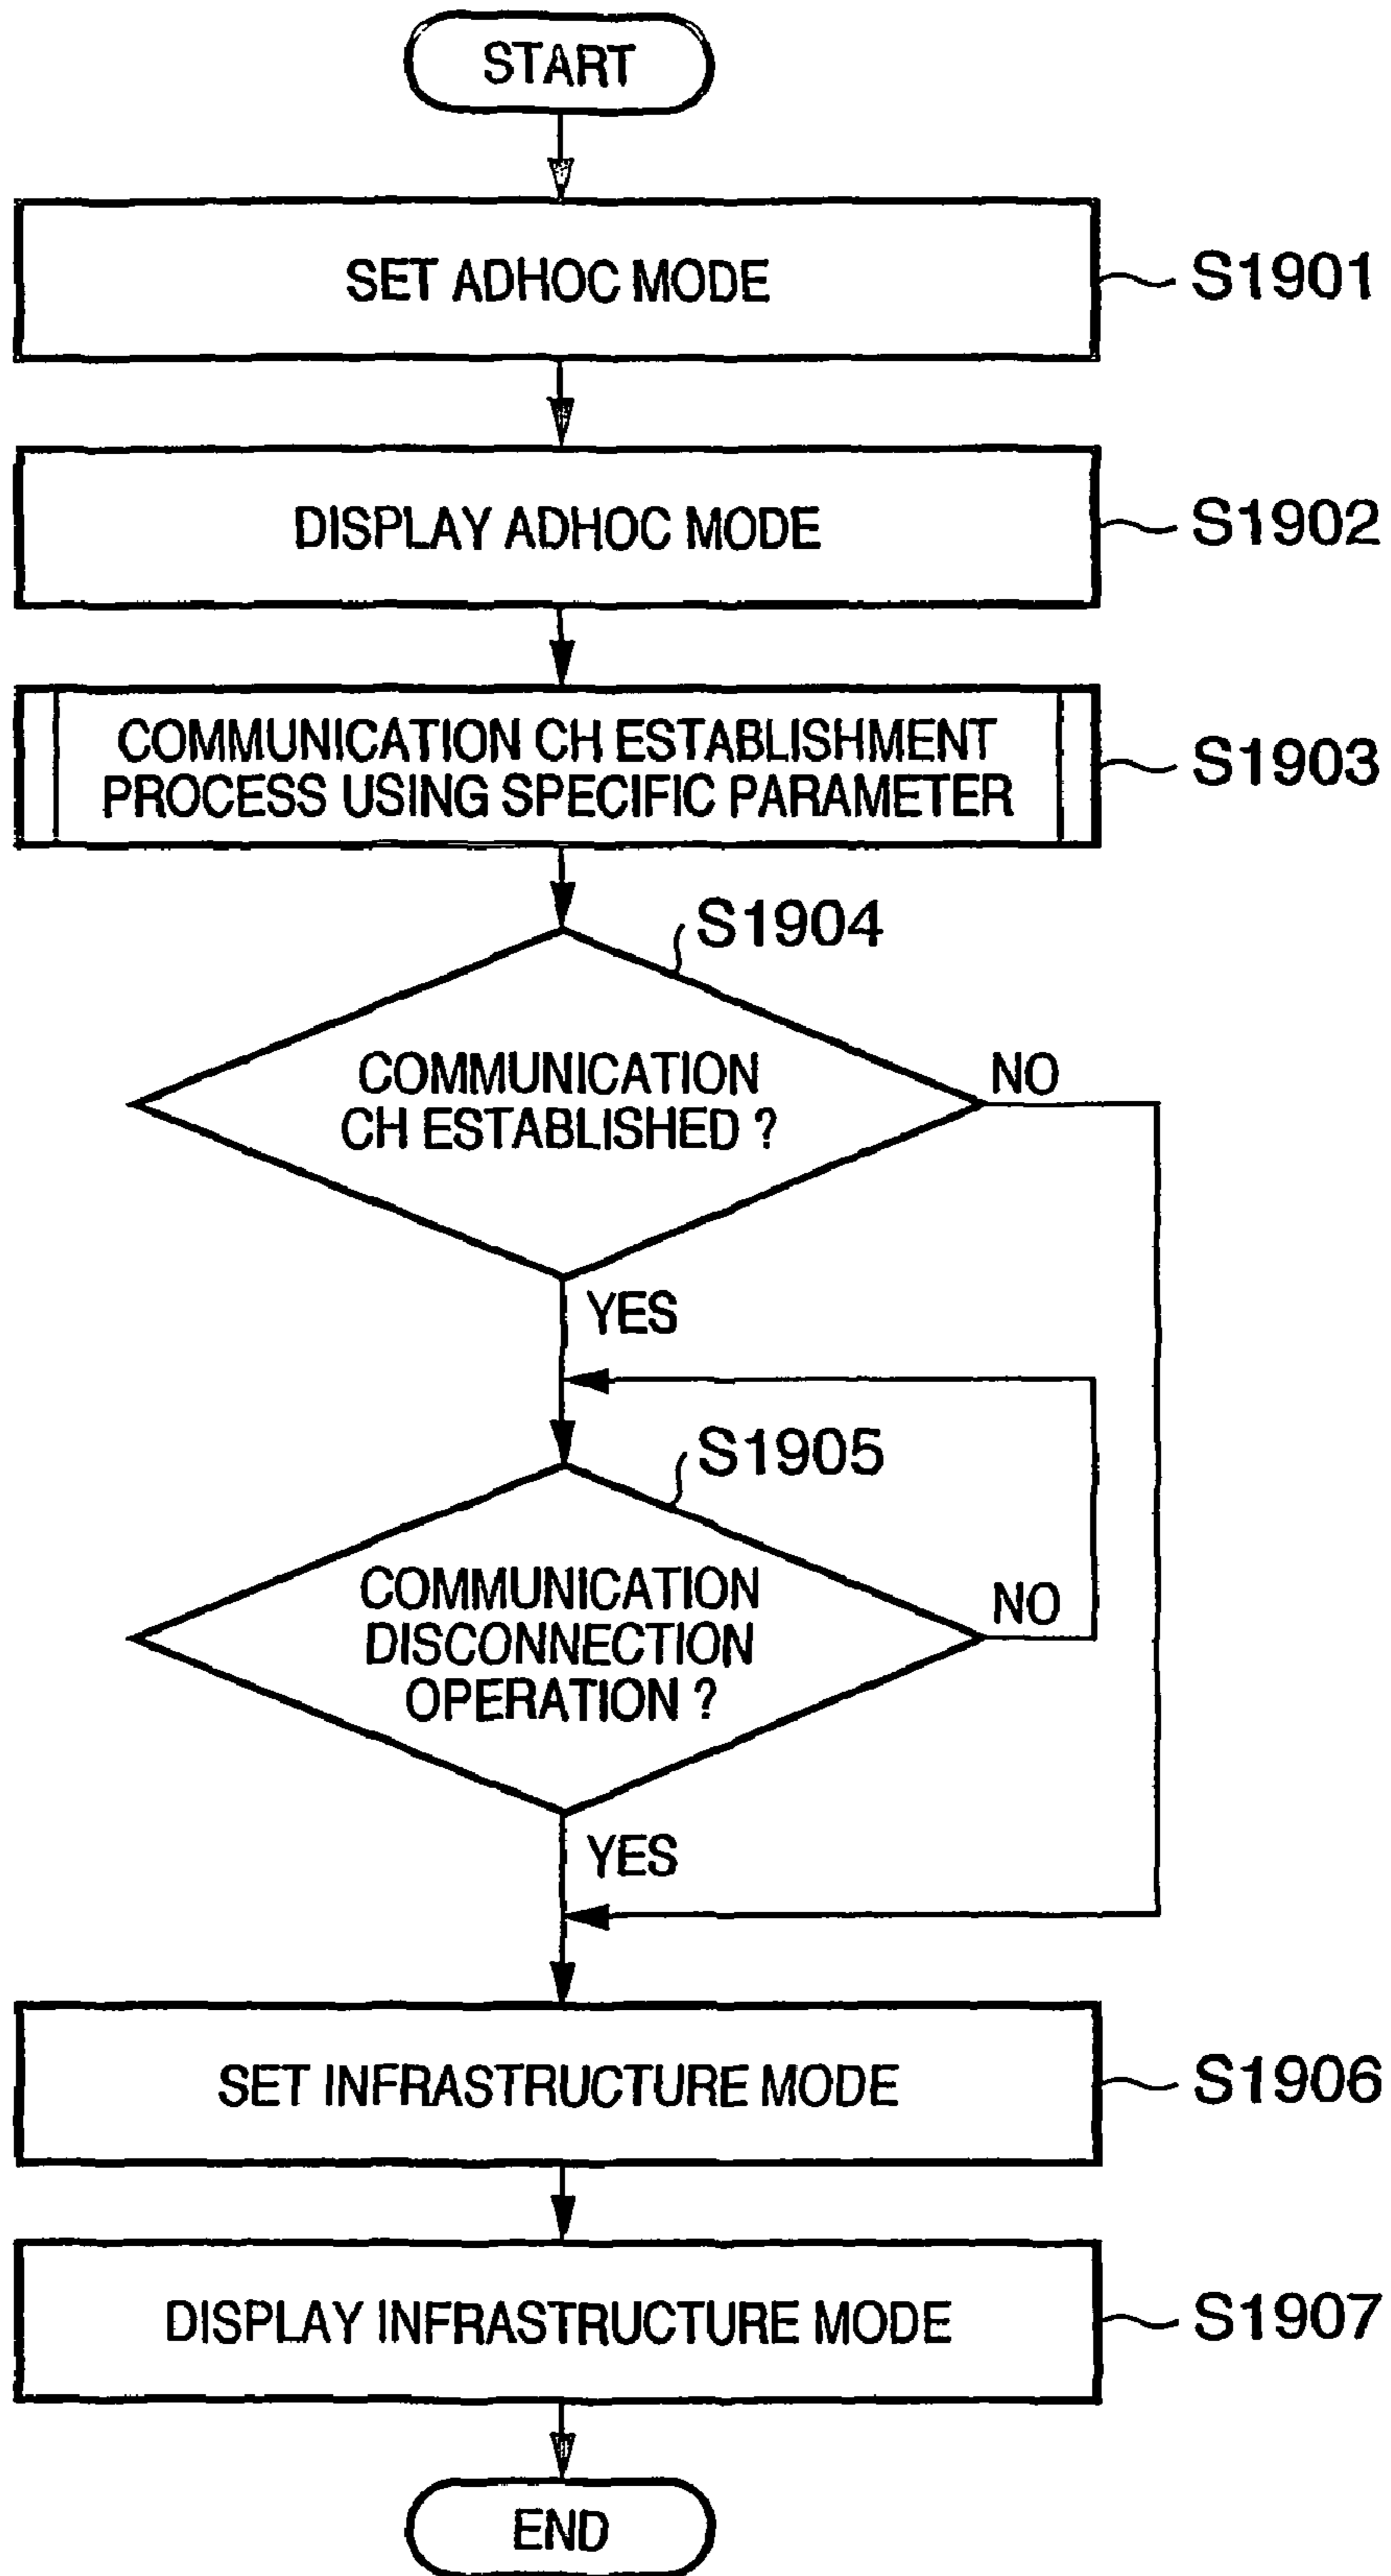 START
SET ADHOC MODE
S1901
DISPLAY ADHOC MODE
S1902
COMMUNICATION CH ESTABLISHMENT
PROCESS USING SPECIFIC PARAMETER
S1903
S1904
COMMUNICATION
CH ESTABLISHED ?
NO
YES
S1905
COMMUNICATION
DISCONNECTION
OPERATION ?
NO
YES
SET INFRASTRUCTURE MODE
S1906
DISPLAY INFRASTRUCTURE MODE
S1907
END